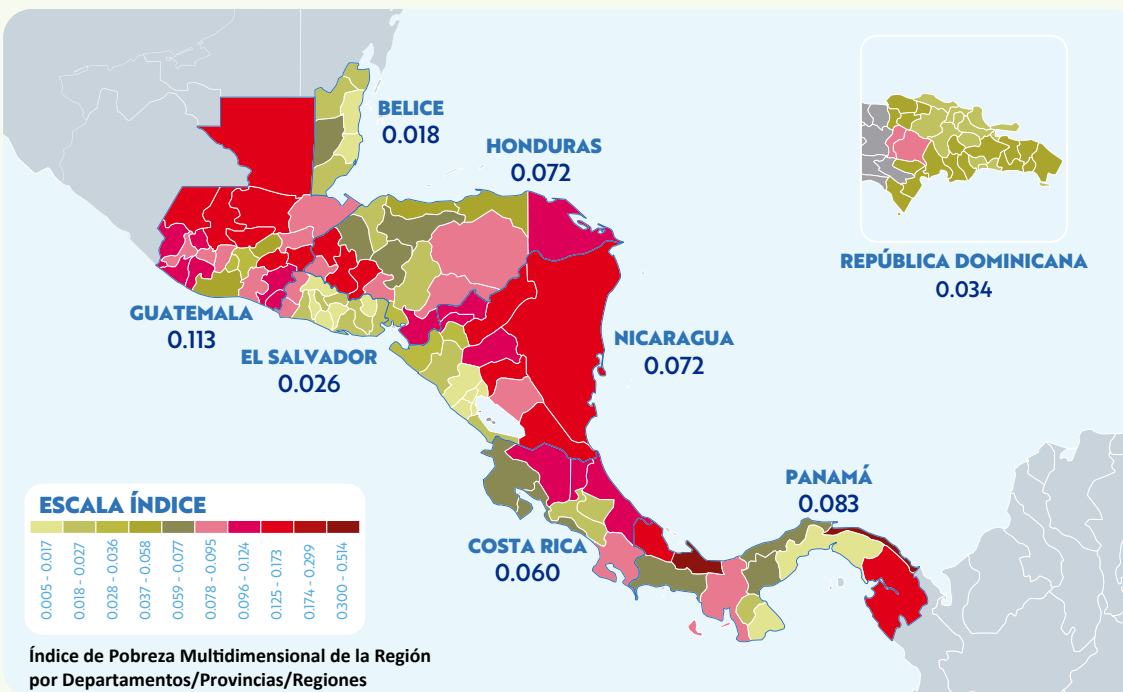 BELICE
0.018
HONDURAS
0.072
REPÚBLICA DOMINICANA
0.034
GUATEMALA
0.113
EL SALVADOR
0.026
NICARAGUA
0.072
PANAMÁ
0.083
COSTA RICA
0.060
ESCALA ÍNDICE
0.005 - 0.017
0.018 - 0.027
0.028 - 0.036
0.037 - 0.058
0.059 - 0.077
0.078 - 0.095
0.096 - 0.124
0.125 - 0.173
0.174 - 0.299
0.300 - 0.514
Índice de Pobreza Multidimensional de la Región
por Departamentos/Provincias/Regiones